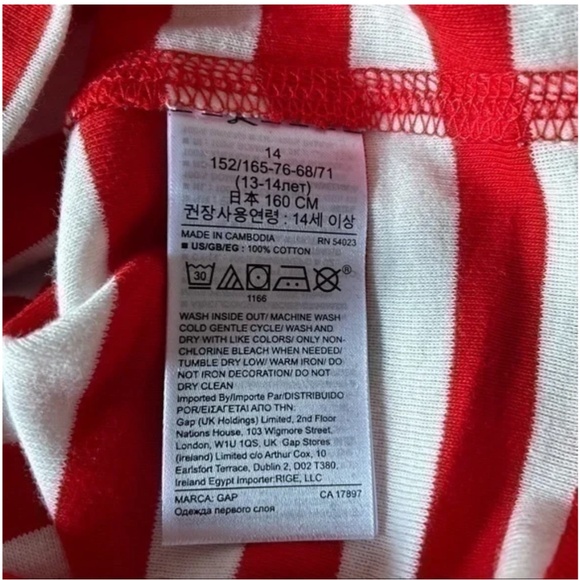 14
152/165-76-68/71
(13-14лет)
日本 160 CM
권장사용연령 : 14세 이상
MADE IN CAMBODIA RN 54023
■ US/GB/EG : 100% COTTON
30
®
1166
WASH INSIDE OUT/ MACHINE WASH
COLD GENTLE CYCLE/ WASH AND
DRY WITH LIKE COLORS/ ONLY NON-
CHLORINE BLEACH WHEN NEEDED/
TUMBLE DRY LOW/ WARM IRON/ DO
NOT IRON DECORATION/ DO NOT
DRY CLEAN
Imported By/Importe Par/DISTRIBUIDO
POR/ΕΙΣΑΓΕΤΑΙ ΑΠΟ ΤΗΝ:
Gap (UK Holdings) Limited, 2nd Floor
Nations House, 103 Wigmore Street,
London, W1U 1QS, UK Gap Stores
(ireland) Limited c/o Arthur Cox, 10
Earlsfort Terrace, Dublin 2, D02 T380,
Ireland Egypt Importer:RIGE, LLC
MARCA: GAP CA 17897
Одежда первого слоя